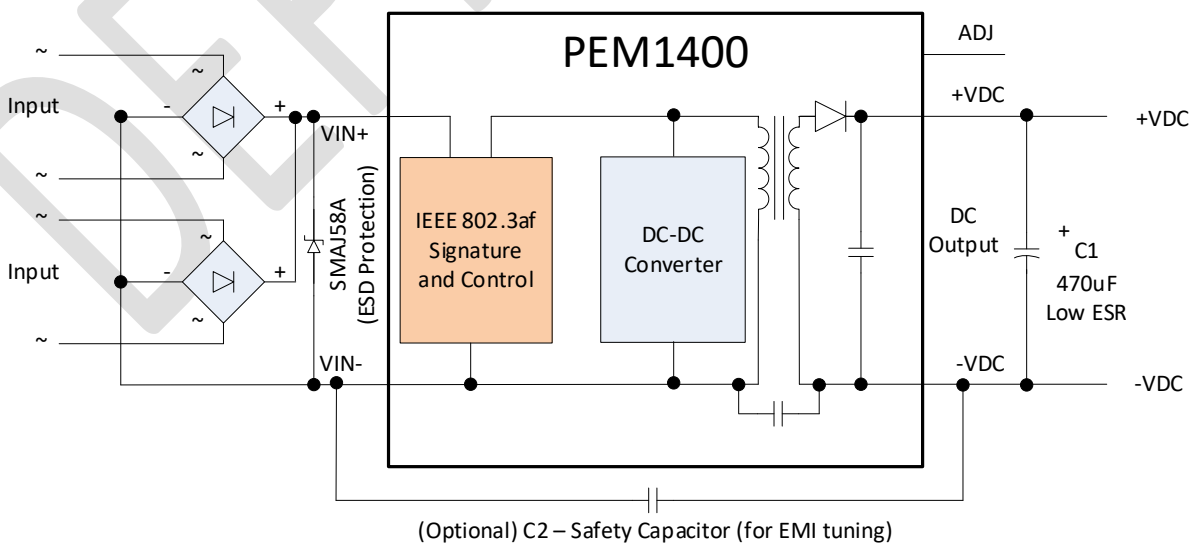 PEM1400
ADJ
~
~
Input
-
+
VIN+
+VDC
+VDC
~
~
~
~
SMAJ58A
(ESD Protection)
IEEE 802.3af
Signature
and Control
DC-DC
Converter
DC
Output
+
C1
470uF
Low ESR
Input
-
+
~
~
VIN-
-VDC
-VDC
(Optional) C2 – Safety Capacitor (for EMI tuning)